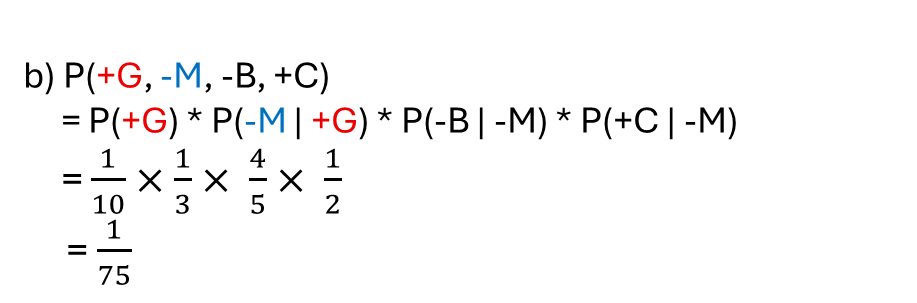 b) P(+G, -M, -B, +C)
= P(+G) * P(-M | +G) * P(-B | -M) * P(+C | -M)
= 1/10 × 1/3 × 4/5 × 1/2
= 1/75